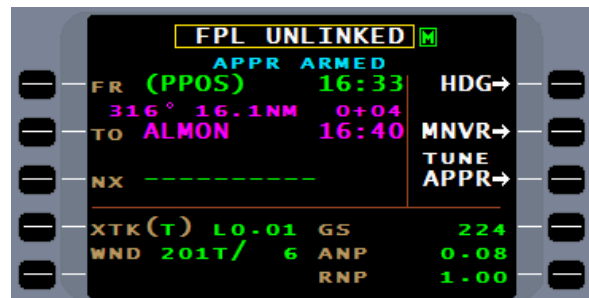 FPL UNLINKED M
APPR ARMED
FR (PPOS) 16:33 HDG→
316° 16.1NM 0+04
TO ALMON 16:40 MNVR→
TUNE
NX ---------- APPR→
XTK(T) L0.01 GS 224
WND 201T/ 6 ANP 0.08
RNP 1.00